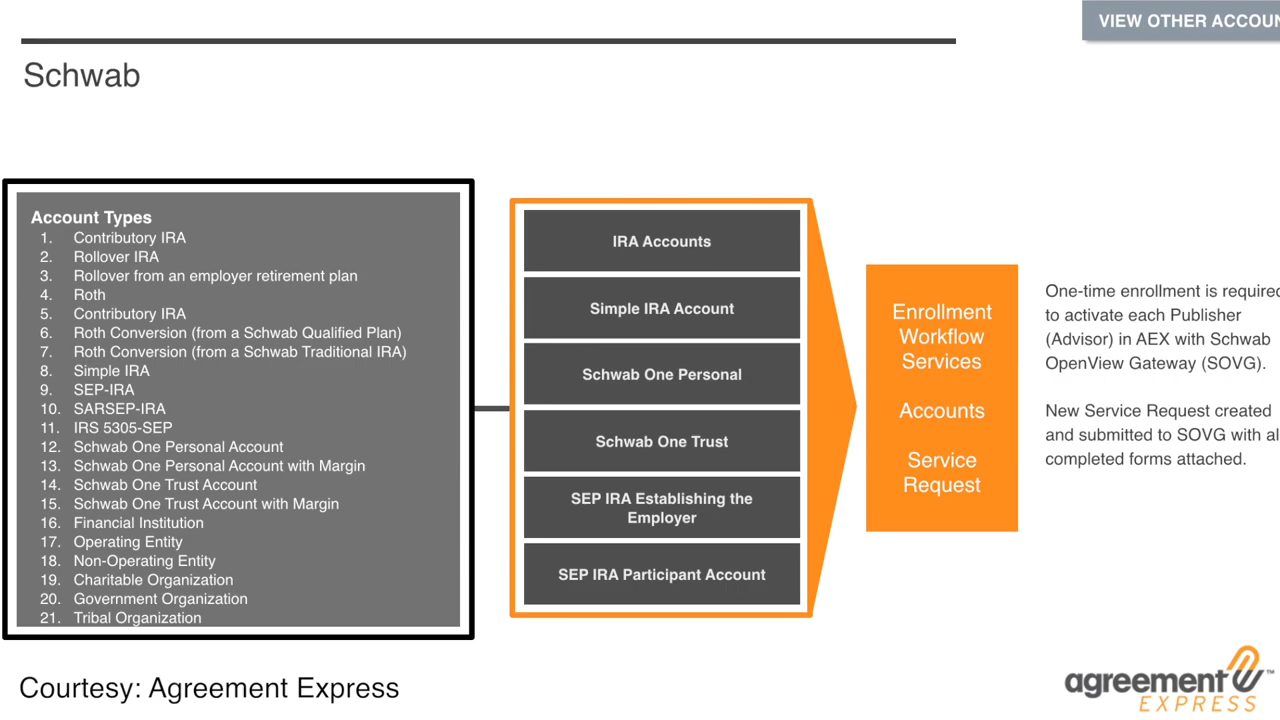 VIEW OTHER ACCOUN
Schwab
Account Types
1. Contributory IRA
2. Rollover IRA
3. Rollover from an employer retirement plan
4. Roth
5. Contributory IRA
6. Roth Conversion (from a Schwab Qualified Plan)
7. Roth Conversion (from a Schwab Traditional IRA)
8. Simple IRA
9. SEP-IRA
10. SARSEP-IRA
11. IRS 5305-SEP
12. Schwab One Personal Account
13. Schwab One Personal Account with Margin
14. Schwab One Trust Account
15. Schwab One Trust Account with Margin
16. Financial Institution
17. Operating Entity
18. Non-Operating Entity
19. Charitable Organization
20. Government Organization
21. Tribal Organization
IRA Accounts
Simple IRA Account
Schwab One Personal
Schwab One Trust
SEP IRA Establishing the
Employer
SEP IRA Participant Account
Enrollment
Workflow
Services
Accounts
Service
Request
One-time enrollment is required
to activate each Publisher
(Advisor) in AEX with Schwab
OpenView Gateway (SOVG).
New Service Request created
and submitted to SOVG with al
completed forms attached.
Courtesy: Agreement Express
agreement ™
EXPRESS